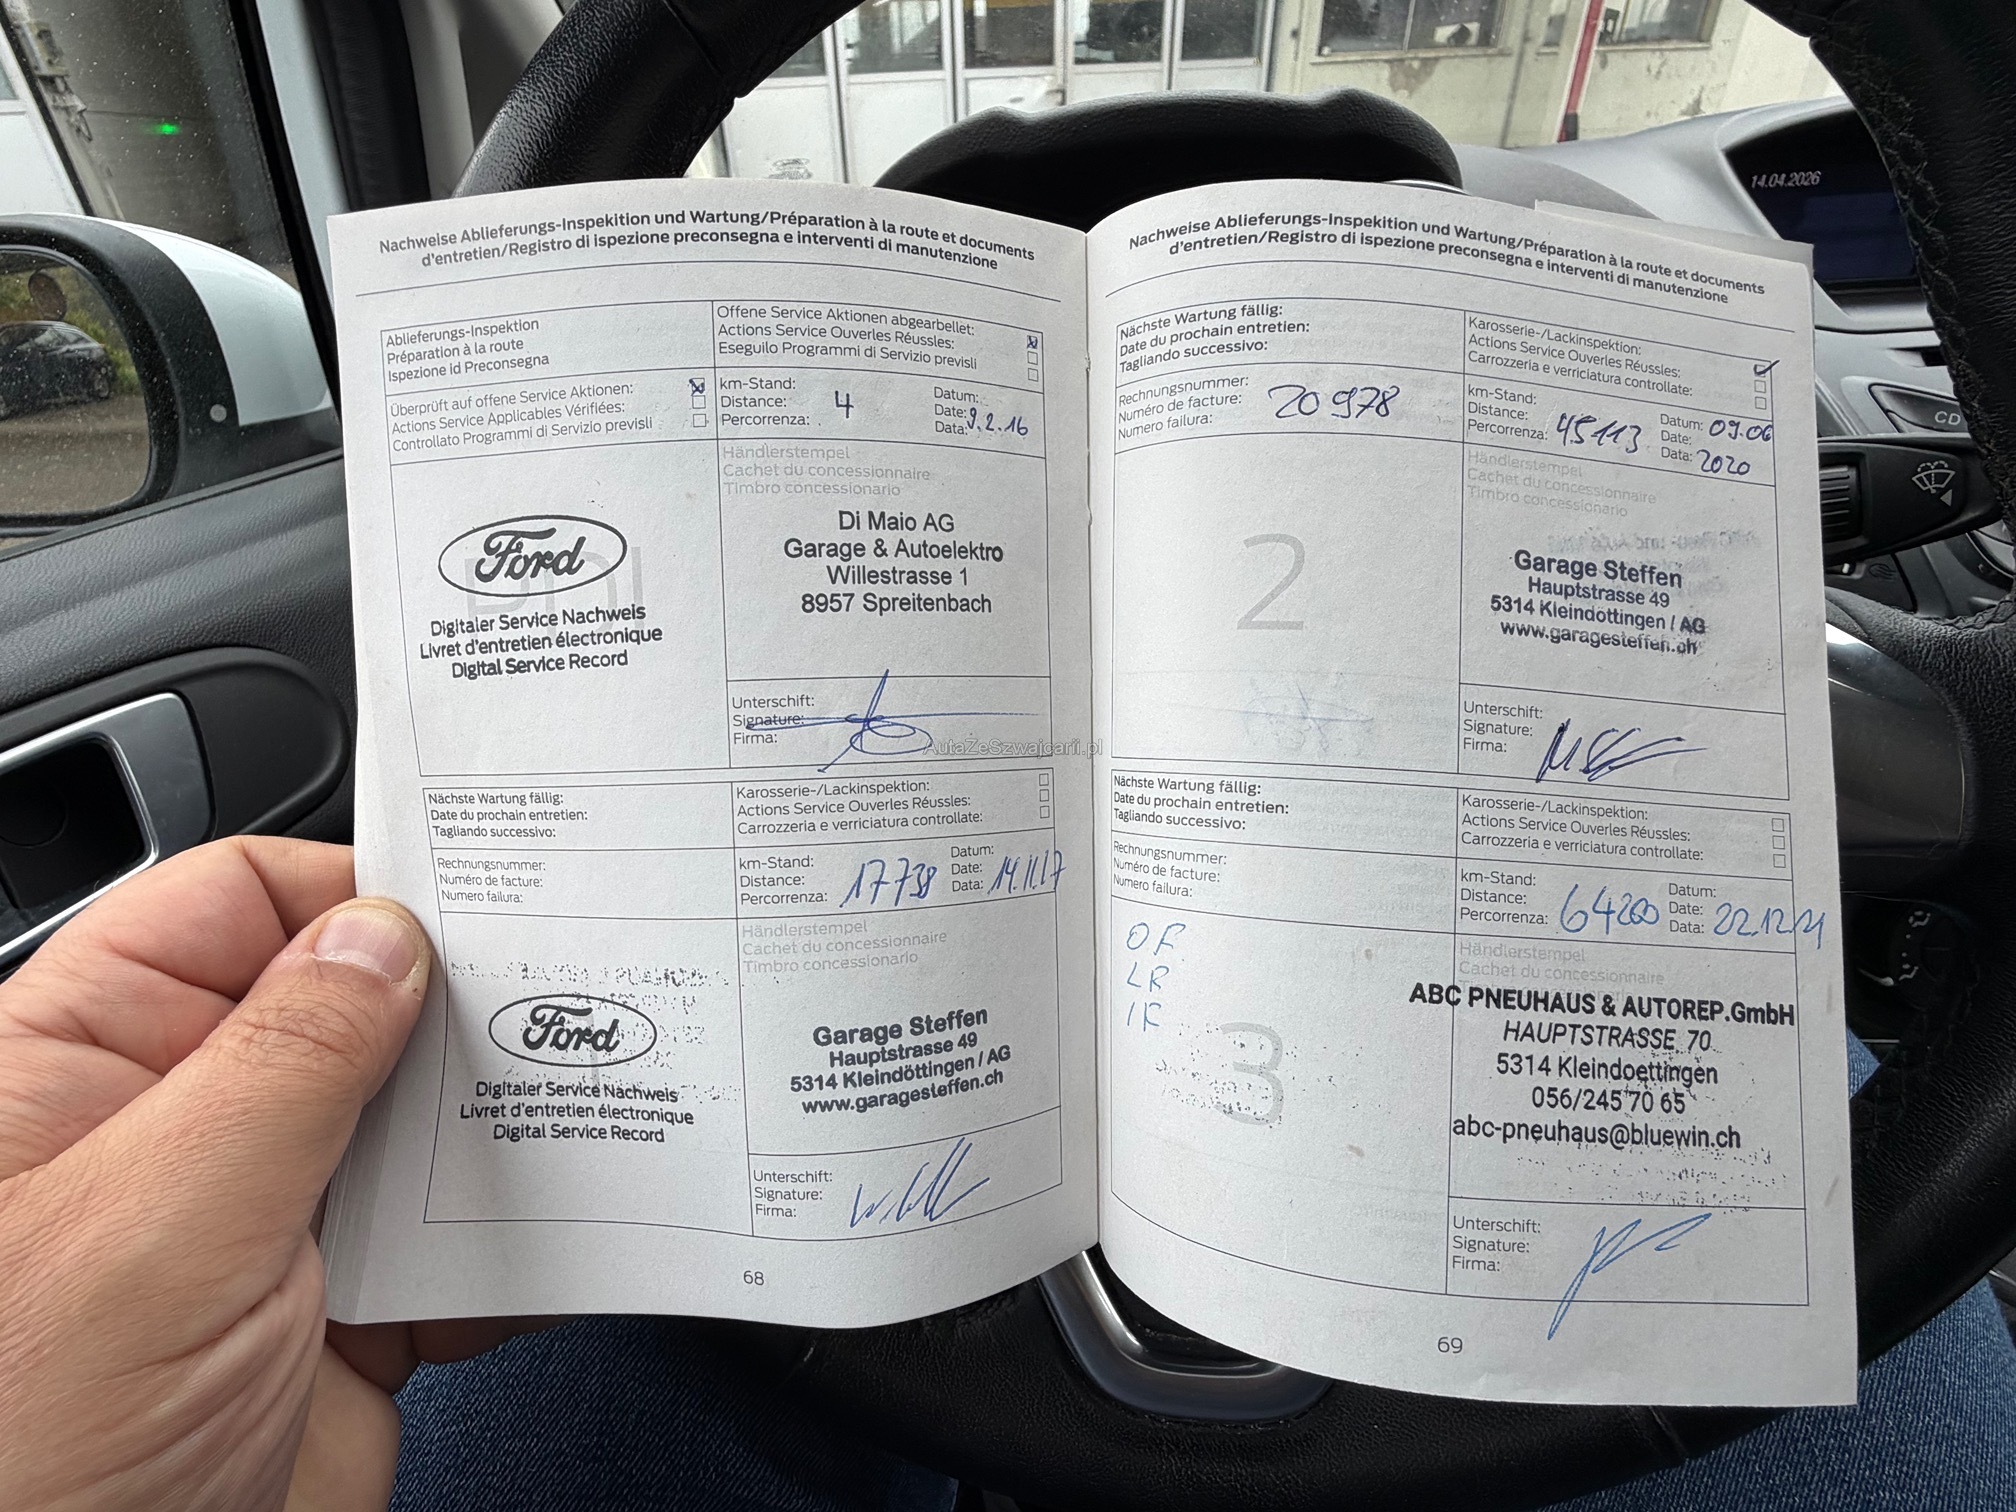 14.04.2026
CD
Nachweise Ablieferungs-Inspekition und Wartung/Préparation à la route et documents
d'entretien/Registro di ispezione preconsegna e interventi di manutenzione
Ablieferungs-Inspektion
Préparation à la route
Ispezione id Preconsegna
Offene Service Aktionen abgearbellet:
Actions Service Ouverles Réussles:
Eseguilo Programmi di Servizio previsli
Überprüft auf offene Service Aktionen:
Actions Service Applicables Vérifiées:
Controllato Programmi di Servizio previsli
km-Stand:
Distance:
Percorrenza:
4
Datum:
Date:
Data:
9.2.16
PDI
Ford
Digitaler Service Nachweis
Livret d'entretien électronique
Digital Service Record
Händlerstempel
Cachet du concessionnaire
Timbro concessionario
Di Maio AG
Garage & Autoelektro
Willestrasse 1
8957 Spreitenbach
Unterschift:
Signature:
Firma:
AutaZeSzwajcarii.pl
Nächste Wartung fällig:
Date du prochain entretien:
Tagliando successivo:
Karosserie-/Lackinspektion:
Actions Service Ouverles Réussles:
Carrozzeria e verriciatura controllate:
Rechnungsnummer:
Numéro de facture:
Numero failura:
km-Stand:
Distance:
Percorrenza:
17738
Datum:
Date:
Data:
14.11.17
Ford
Digitaler Service Nachweis
Livret d'entretien électronique
Digital Service Record
Händlerstempel
Cachet du concessionnaire
Timbro concessionario
Garage Steffen
Hauptstrasse 49
5314 Kleindöttingen / AG
www.garagesteffen.ch
Unterschift:
Signature:
Firma:
68
Nachweise Ablieferungs-Inspekition und Wartung/Préparation à la route et documents
d'entretien/Registro di ispezione preconsegna e interventi di manutenzione
Nächste Wartung fällig:
Date du prochain entretien:
Tagliando successivo:
Karosserie-/Lackinspektion:
Actions Service Ouverles Réussles:
Carrozzeria e verriciatura controllate:
Rechnungsnummer:
Numéro de facture:
Numero failura:
20978
km-Stand:
Distance:
Percorrenza:
45113
Datum:
Date:
Data:
09.06
2020
2
Händlerstempel
Cachet du concessionnaire
Timbro concessionario
Garage Steffen
Hauptstrasse 49
5314 Kleindöttingen / AG
www.garagesteffen.ch
Unterschift:
Signature:
Firma:
Nächste Wartung fällig:
Date du prochain entretien:
Tagliando successivo:
Karosserie-/Lackinspektion:
Actions Service Ouverles Réussles:
Carrozzeria e verriciatura controllate:
Rechnungsnummer:
Numéro de facture:
Numero failura:
km-Stand:
Distance:
Percorrenza:
64200
Datum:
Date:
Data:
22.12.21
OF
LR
IF
3
Händlerstempel
Cachet du concessionnaire
ABC PNEUHAUS & AUTOREP.GmbH
HAUPTSTRASSE 70
5314 Kleindoettingen
056/245 70 65
abc-pneuhaus@bluewin.ch
Unterschift:
Signature:
Firma:
69